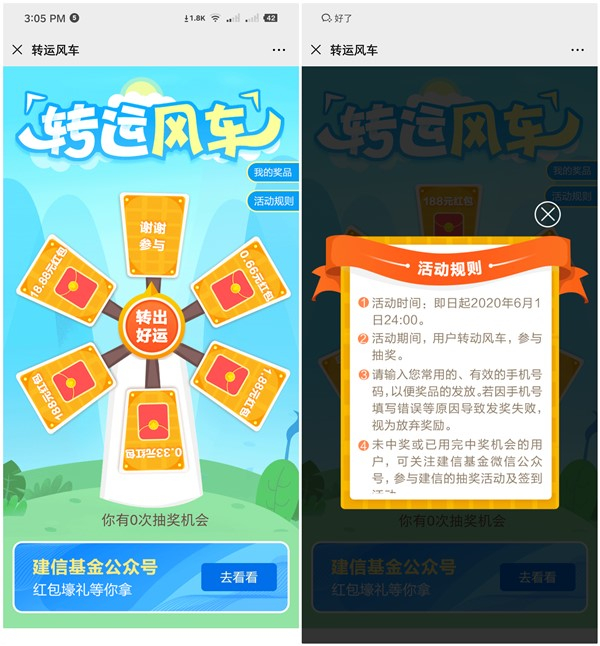 3:05 PM 5
1.8K
42
转运风车
转运风车
我的奖品
活动规则
谢谢
参与
18.88元红包
0.66元红包
转出
好运
188元红包
1.88元红包
0.33元红包
你有0次抽奖机会
建信基金公众号
红包壕礼等你拿
去看看
好了
转运风车
转运风车
我的奖品
188元红包
活动规则
活动规则
1 活动时间：即日起2020年6月1
日24:00。
2 活动期间，用户转动风车，参与
抽奖。
3 请输入您常用的、有效的手机号
码，以便奖品的发放。若因手机号
填写错误等原因导致发奖失败，
视为放弃奖励。
4 未中奖或已用完中奖机会的用
户，可关注建信基金微信公众
号，参与建信的抽奖活动及签到
活动
你有0次抽奖机会
建信基金公众号
红包壕礼等你拿
去看看